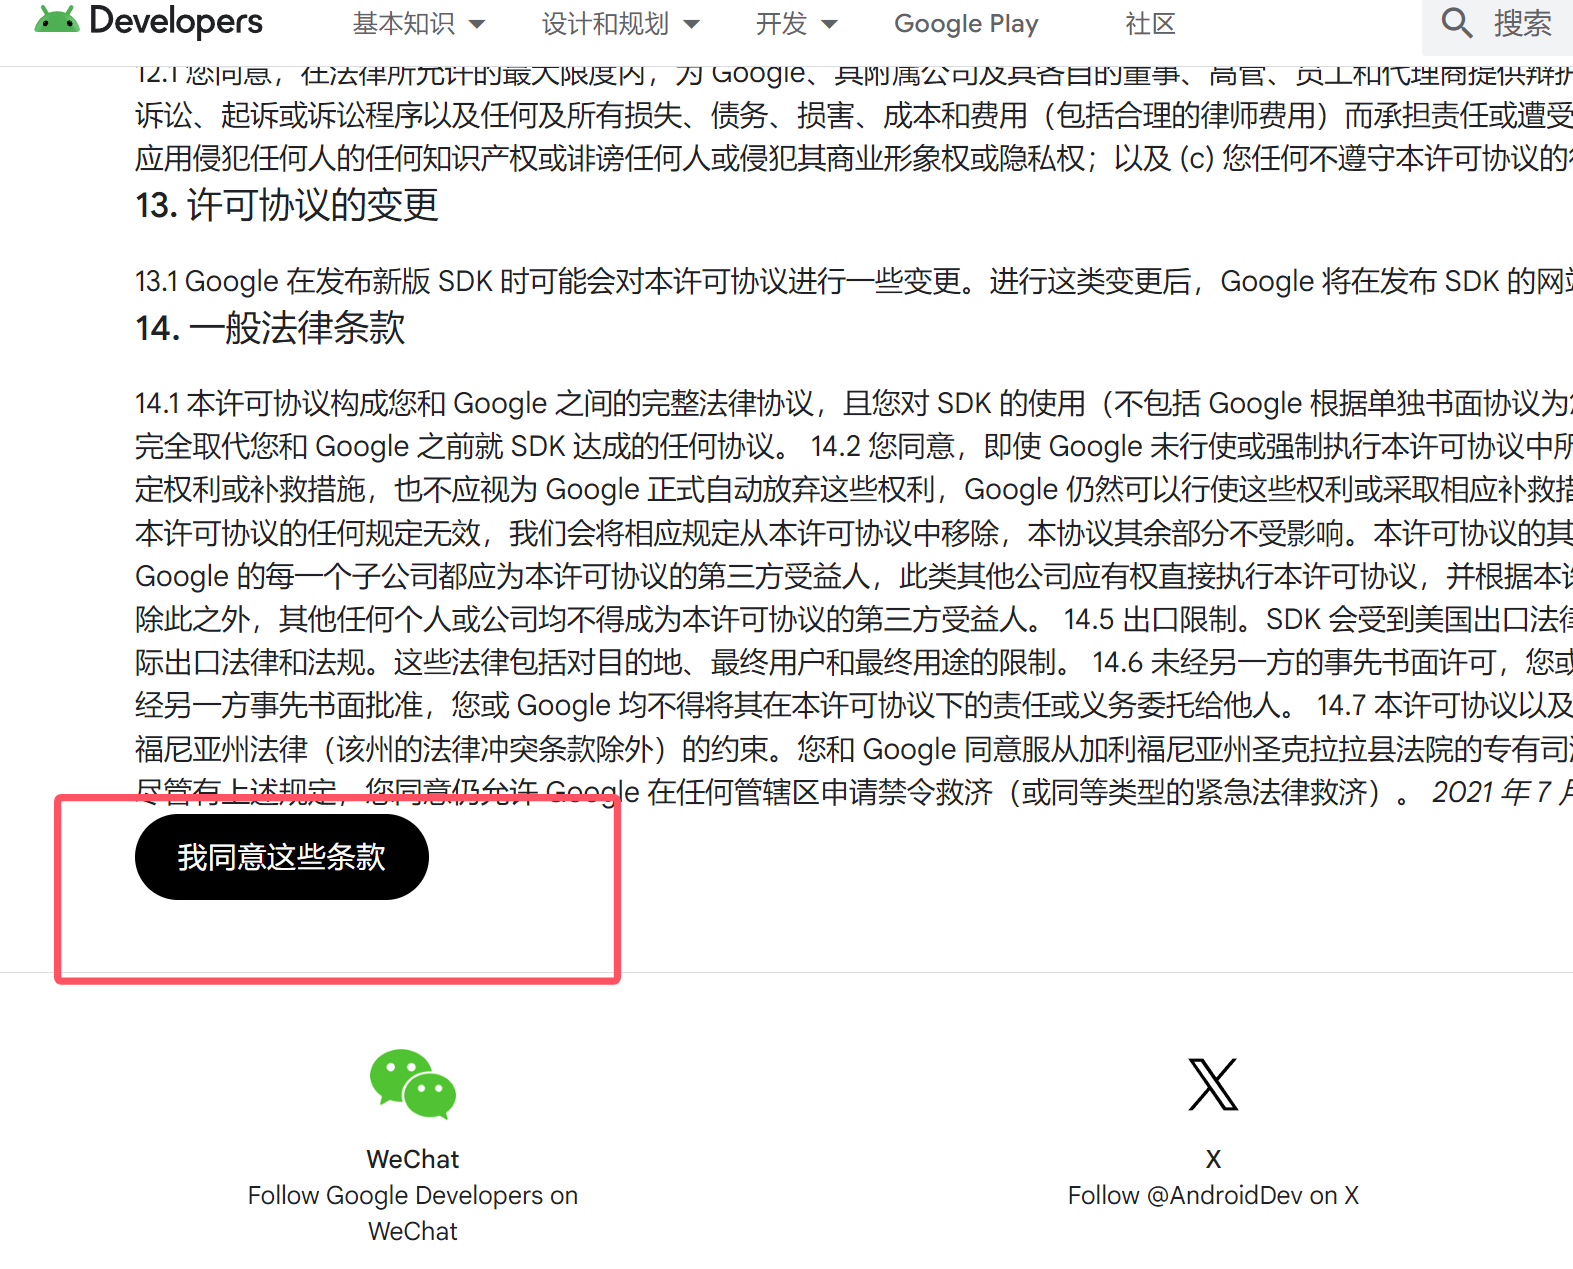 Developers
基本知识
设计和规划
开发
Google Play
社区
搜索
12.1 您同意，在法律所允许的最大限度内，为 Google、其附属公司及其各自的董事、高管、员工和代理商提供辩护
诉讼、起诉或诉讼程序以及任何及所有损失、债务、损害、成本和费用（包括合理的律师费用）而承担责任或遭受
应用侵犯任何人的任何知识产权或诽谤任何人或侵犯其商业形象权或隐私权；以及 (c) 您任何不遵守本许可协议的
13. 许可协议的变更
13.1 Google 在发布新版 SDK 时可能会对本许可协议进行一些变更。进行这类变更后，Google 将在发布 SDK 的网
14. 一般法律条款
14.1 本许可协议构成您和 Google 之间的完整法律协议，且您对 SDK 的使用（不包括 Google 根据单独书面协议为
完全取代您和 Google 之前就 SDK 达成的任何协议。 14.2 您同意，即使 Google 未行使或强制执行本许可协议中所
定权利或补救措施，也不应视为 Google 正式自动放弃这些权利，Google 仍然可以行使这些权利或采取相应补救措
本许可协议的任何规定无效，我们会将相应规定从本许可协议中移除，本协议其余部分不受影响。本许可协议的其
Google 的每一个子公司都应为本许可协议的第三方受益人，此类其他公司应有权直接执行本许可协议，并根据本
除此之外，其他任何个人或公司均不得成为本许可协议的第三方受益人。 14.5 出口限制。SDK 会受到美国出口法律
际出口法律和法规。这些法律包括对目的地、最终用户和最终用途的限制。 14.6 未经另一方的事先书面许可，您或
经另一方事先书面批准，您或 Google 均不得将其在本许可协议下的责任或义务委托给他人。 14.7 本许可协议以及
福尼亚州法律（该州的法律冲突条款除外）的约束。您和 Google 同意服从加利福尼亚州圣克拉拉县法院的专有司
尽管有上述规定，您同意仍允许 Google 在任何管辖区申请禁令救济（或同等类型的紧急法律救济）。 2021 年 7 月
我同意这些条款
WeChat
Follow Google Developers on
WeChat
X
Follow @AndroidDev on X